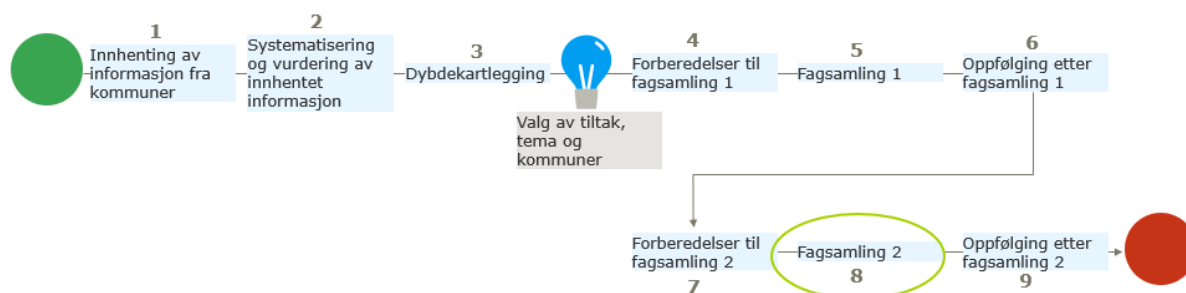 1
Innhenting av
informasjon fra
kommuner
2
Systematisering
og vurdering av
innhentet
informasjon
3
Dybdekartlegging
Valg av tiltak,
tema og
kommuner
4
Forberedelser til
fagsamling 1
5
Fagsamling 1
6
Oppfølging etter
fagsamling 1
Forberedelser til
fagsamling 2
7
Fagsamling 2
8
Oppfølging etter
fagsamling 2
9